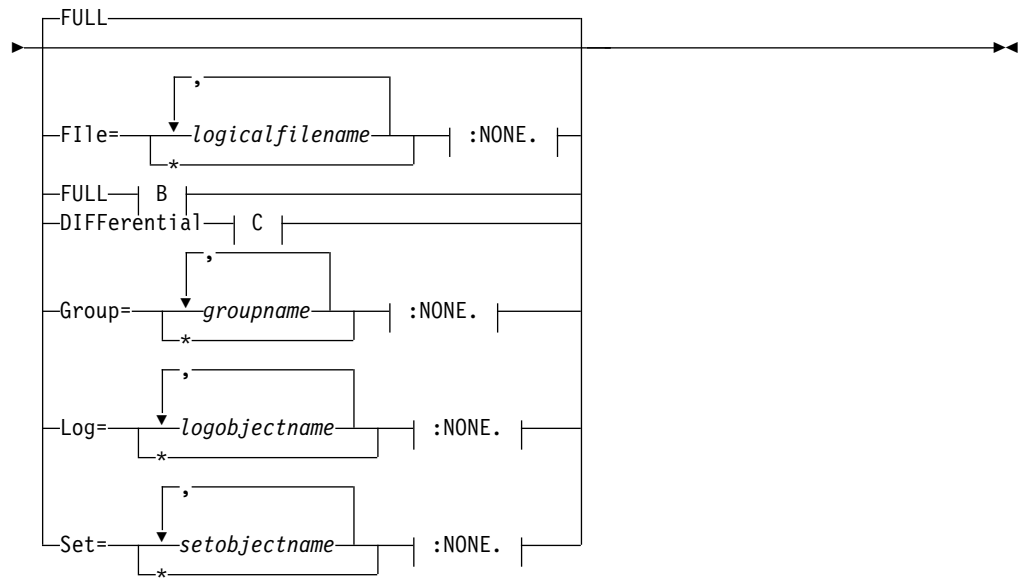 FULL
,
FIle= logicalfilename :NONE.
*
FULL B
DIFFerential C
,
Group= groupname :NONE.
*
,
Log= logobjectname :NONE.
*
,
Set= setobjectname :NONE.
*